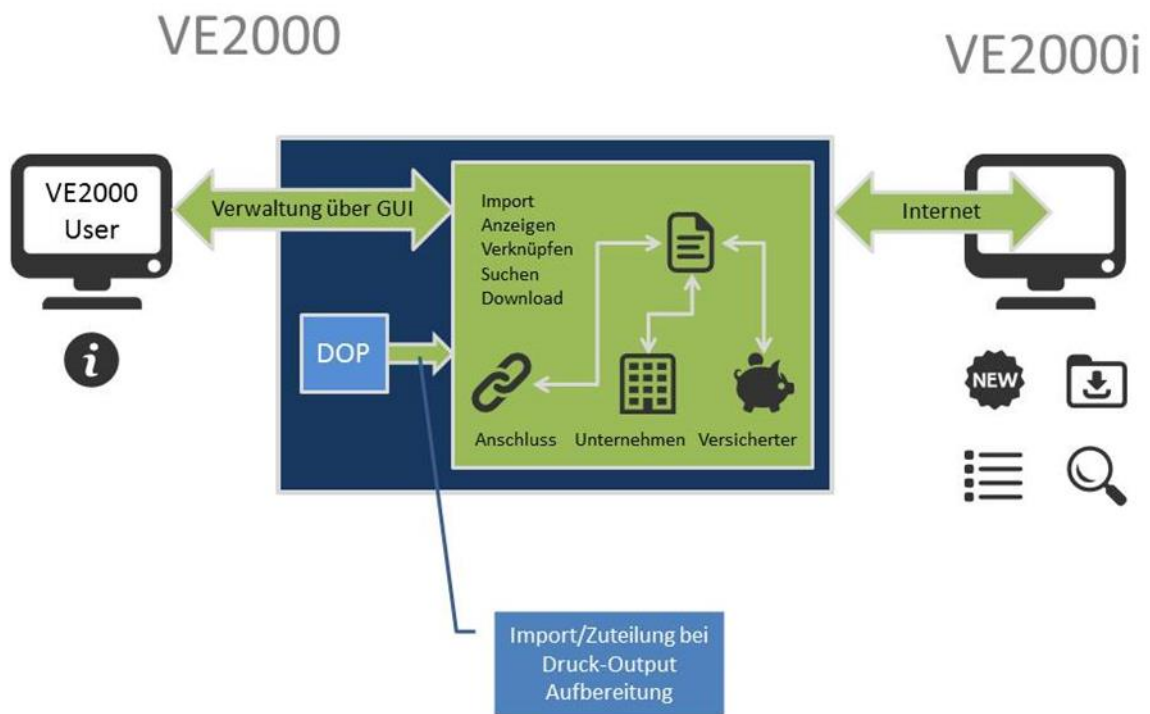 VE2000
VE2000i
VE2000
User
Verwaltung über GUI
Import
Anzeigen
Verknüpfen
Suchen
Download
Internet
DOP
i
NEW
Anschluss
Unternehmen
Versicherter
Import/Zuteilung bei
Druck-Output
Aufbereitung